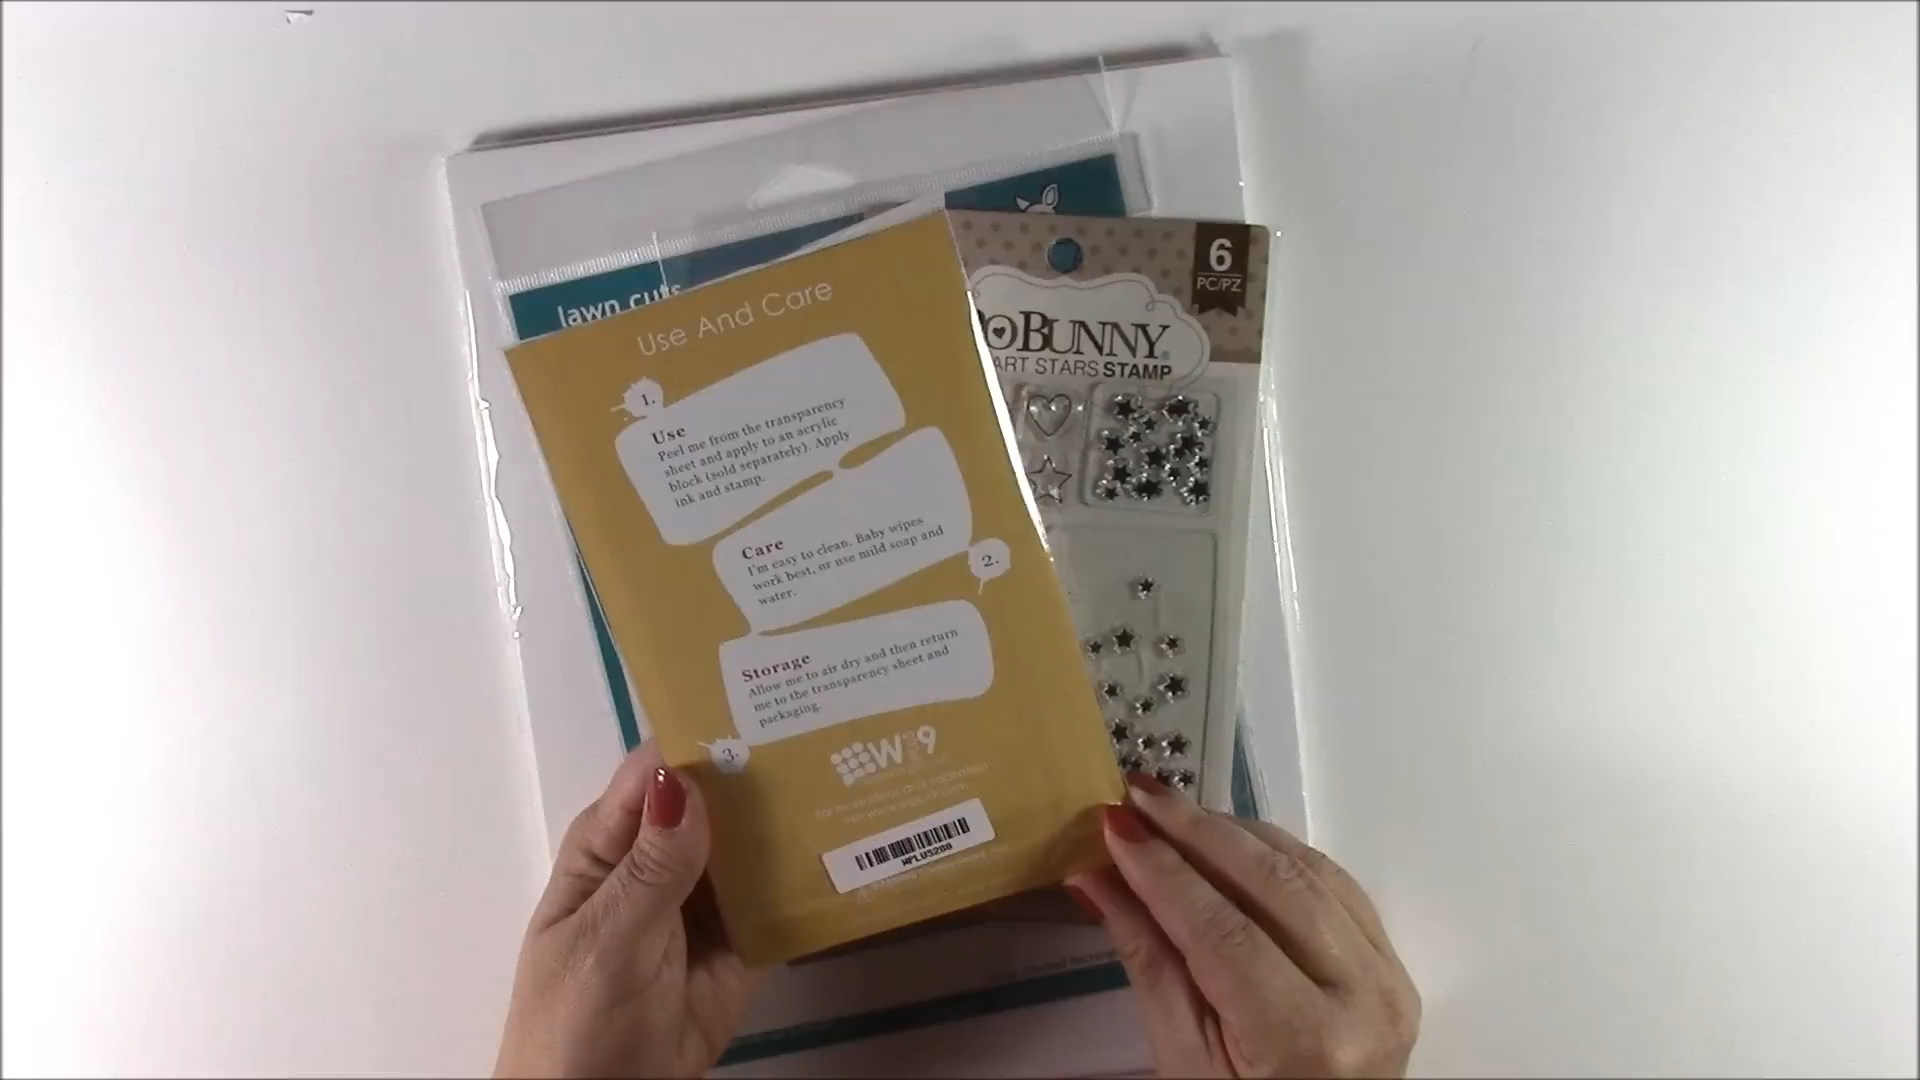 lawn cuts
Use And Care
6
PC/PZ
BUNNY
ART STARS STAMP
1.
Use
Peel me from the transparency
sheet and apply to an acrylic
block (sold separately). Apply
ink and stamp.
Care
I'm easy to clean. Baby wipes
work best, or use mild soap and
water.
2.
Storage
Allow me to air dry and then return
me to the transparency sheet and
packaging.
3.
W PLUS 9
WPLUS280